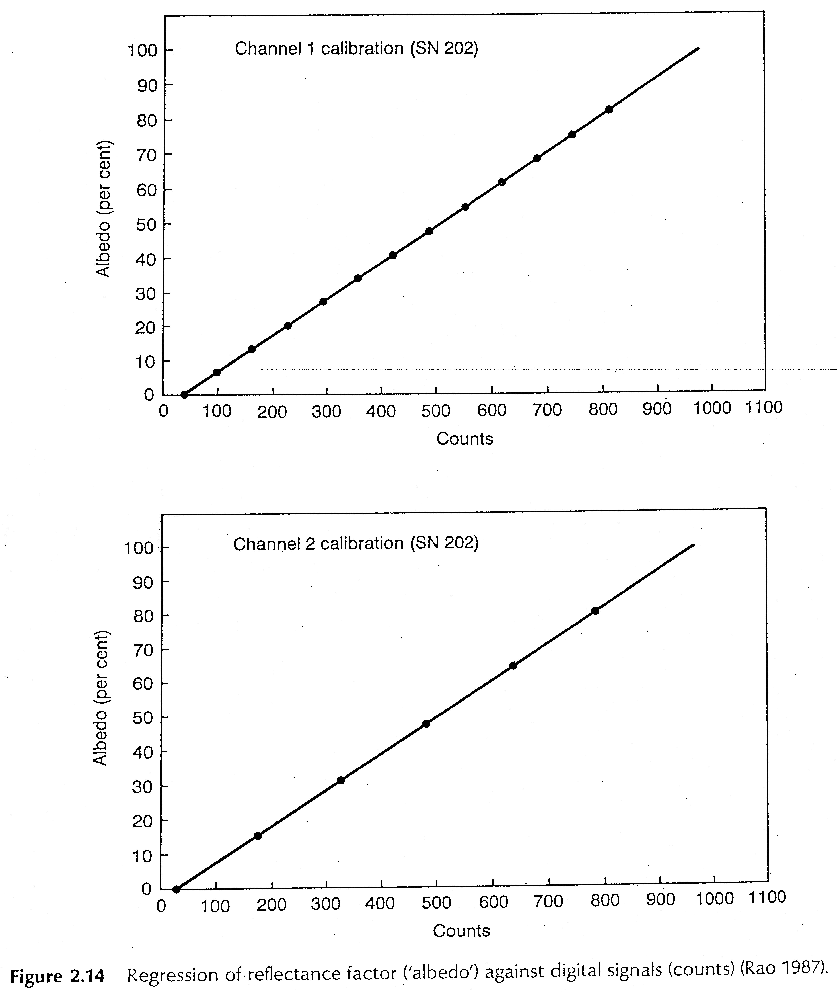 Channel 1 calibration (SN 202)
100
90
80
70
60
50
40
30
20
10
0
Albedo (per cent)
0 100 200 300 400 500 600 700 800 900 1000 1100
Counts
Channel 2 calibration (SN 202)
100
90
80
70
60
50
40
30
20
10
0
Albedo (per cent)
0 100 200 300 400 500 600 700 800 900 1000 1100
Counts
Figure 2.14 Regression of reflectance factor ('albedo') against digital signals (counts) (Rao 1987).